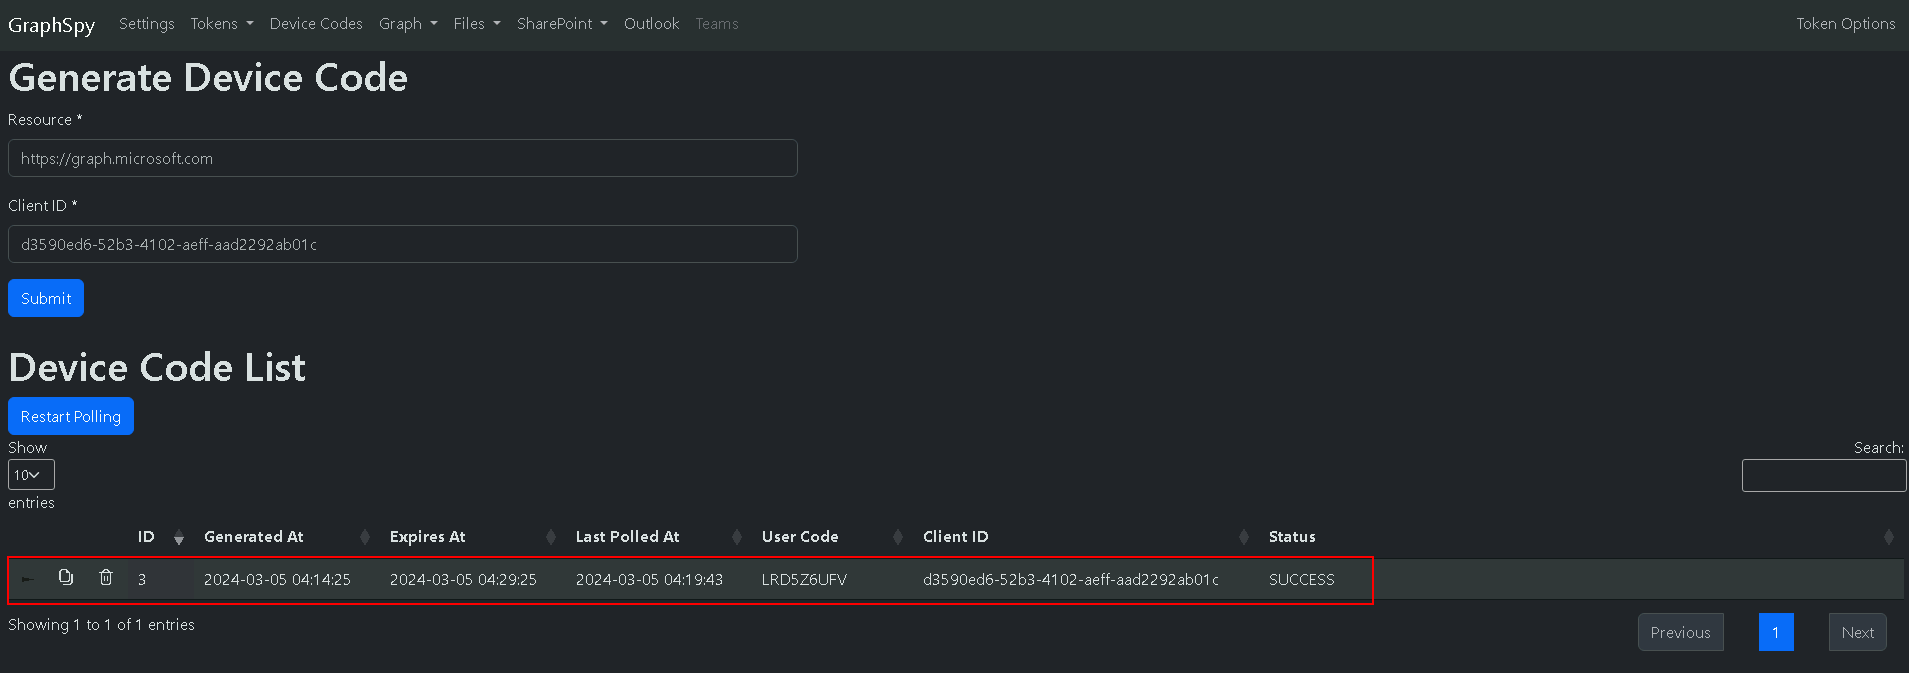 GraphSpy Settings Tokens Device Codes Graph Files SharePoint Outlook Teams Token Options
Generate Device Code
Resource *
https://graph.microsoft.com
Client ID *
d3590ed6-52b3-4102-aeff-aad2292ab01c
Submit
Device Code List
Restart Polling
Show
Search:
10
entries
ID Generated At Expires At Last Polled At User Code Client ID Status
3 2024-03-05 04:14:25 2024-03-05 04:29:25 2024-03-05 04:19:43 LRD5Z6UFV d3590ed6-52b3-4102-aeff-aad2292ab01c SUCCESS
Showing 1 to 1 of 1 entries
Previous 1 Next